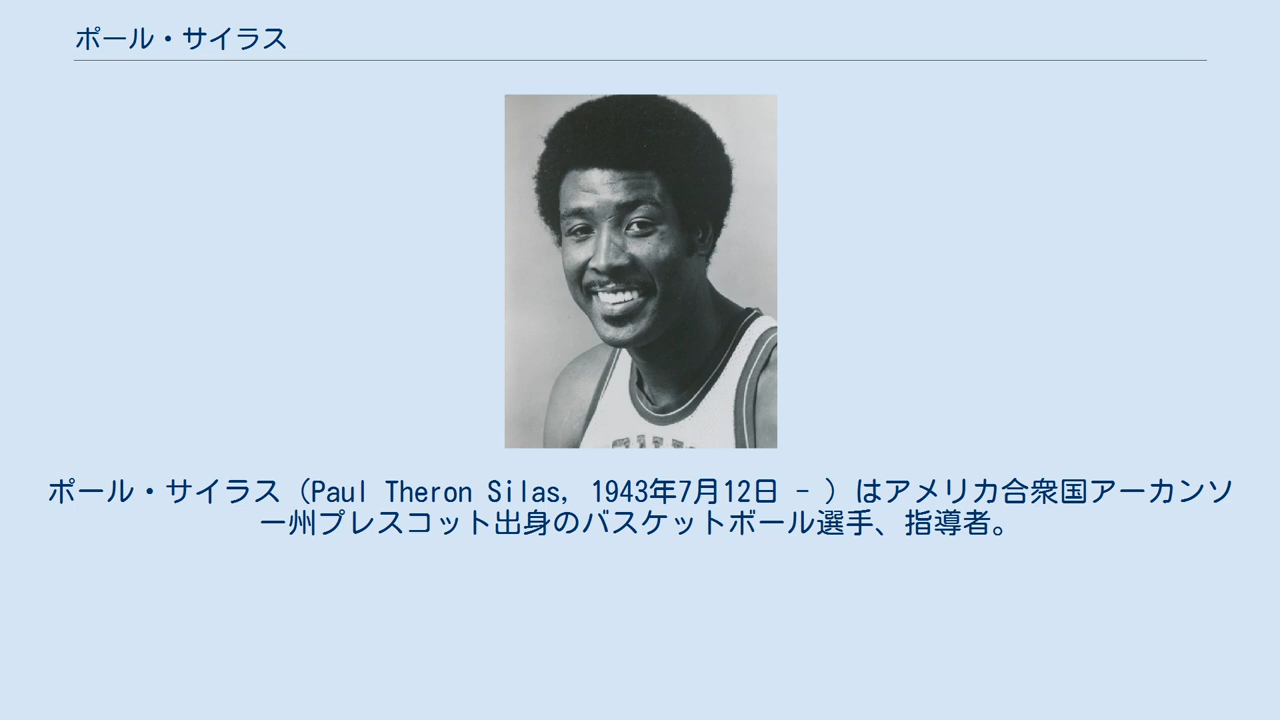 ポール・サイラス
ポール・サイラス（Paul Theron Silas, 1943年7月12日 - ）はアメリカ合衆国アーカンソ
ー州プレスコット出身のバスケットボール選手、指導者。